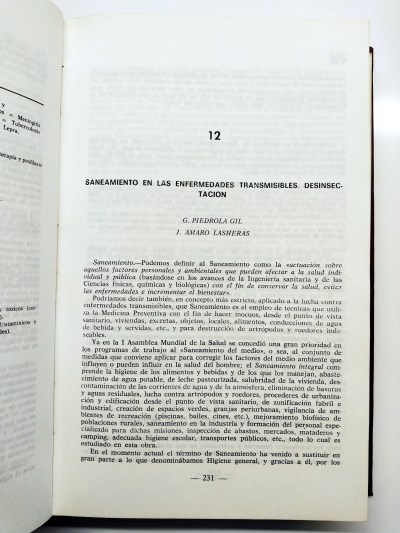 y
os = Meningitis
= Tuberculosis
Lepra.
terapia y profilaxis
tóxicos (
des).
12
SANEAMIENTO EN LAS ENFERMEDADES TRANSMISIBLES. DESINSEC-
TACION
G. PIEDROLA GIL
J. AMARO LASHERAS
Saneamiento.—Podemos definir al Saneamiento como la «actuación sobre
aquellos factores personales y ambientales que pueden afectar a la salud indi-
vidual y pública (basándose en los avances de la Ingeniería sanitaria y de las
Ciencias físicas, químicas y biológicas) con el fin de conservar la salud, evitar
las enfermedades e incrementar el bienestar».
Podríamos decir también, en concepto más estricto, aplicado a la lucha contra
enfermedades transmisibles, que Saneamiento es el empleo de técnicas que utili-
za la Medicina Preventiva con el fin de hacer inocuos, desde el punto de vista
sanitario, viviendas, excretas, objetos, locales, alimentos, conducciones de agua
de bebida y servidas, etc., y para destrucción de artrópodos y roedores inde-
seables.
Ya en la I Asamblea Mundial de la Salud se concedió una gran prioridad en
los programas de trabajo al «Saneamiento del medio», o sea, al conjunto de
medidas que conviene aplicar para corregir los factores del medio ambiente que
influyen o pueden influir en la salud del hombre; el Saneamiento integral com-
prende la higiene de los alimentos y bebidas y de los que los manejan, abaste-
cimiento de agua potable, de leche pasteurizada, salubridad de la vivienda, des-
contaminación de las corrientes de agua y de la atmósfera, eliminación de basuras
y aguas residuales, lucha contra artrópodos y roedores, procederes de urbaniza-
ción y edificación desde el punto de vista sanitario, de zonificación fabril e
industrial, creación de espacios verdes, granjas periurbanas, vigilancia de am-
bientes de recreación (piscinas, bailes, cines, etc.), mejoramiento biofísico de
poblaciones rurales, saneamiento en la industria y formación del personal espe-
cializado para dichas misiones, inspección de abastos, mercados, mataderos y
camping, adecuada higiene escolar, transportes públicos, etc., todo lo cual es
estudiado en esta obra.
En el momento actual el término de Saneamiento ha venido a sustituir en
gran parte a lo que denominábamos Higiene general, y gracias a él, por los
— 231 —